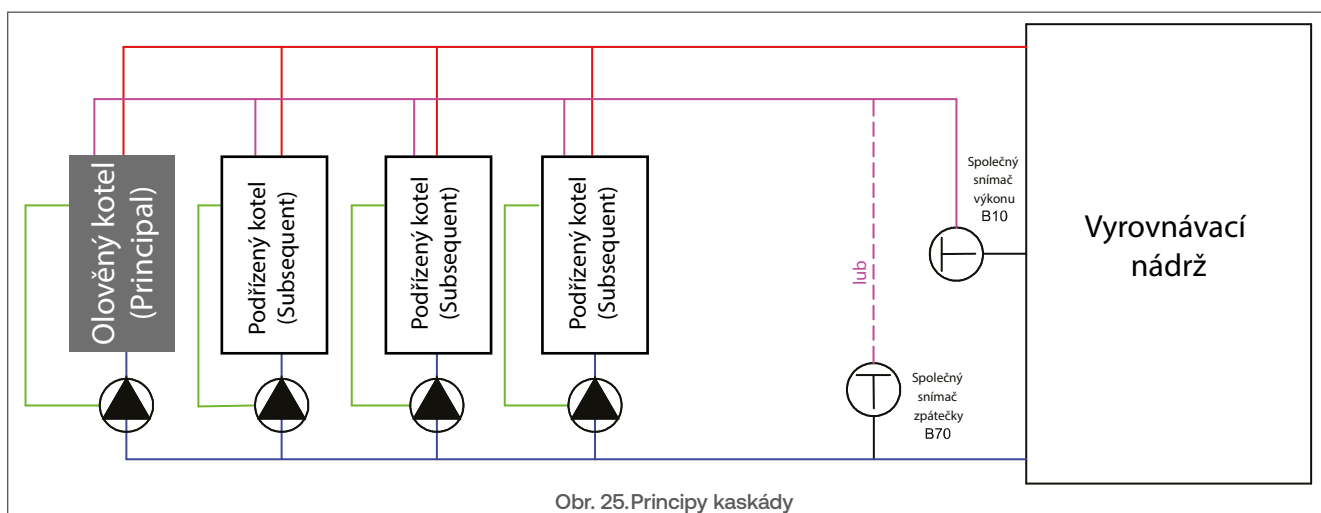 Olověný kotel
(Principal)
Podřízený kotel
(Subsequent)
Podřízený kotel
(Subsequent)
Podřízený kotel
(Subsequent)
lub
Společný
snímač
výkonu
B10
Společný
snímač
zpátečky
B70
Vyrovnávací
nádrž
Obr. 25.Principy kaskády